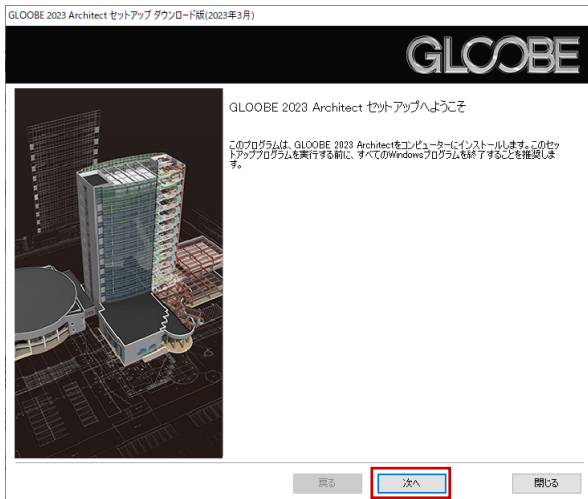 GLOOBE 2023 Architect セットアップ ダウンロード版(2023年3月)
GLOOBE
GLOOBE 2023 Architect セットアップへようこそ
このプログラムは、GLOOBE 2023 Architectをコンピューターにインストールします。このセッ
トアッププログラムを実行する前に、すべてのWindowsプログラムを終了することを推奨しま
す。
戻る 次へ 閉じる